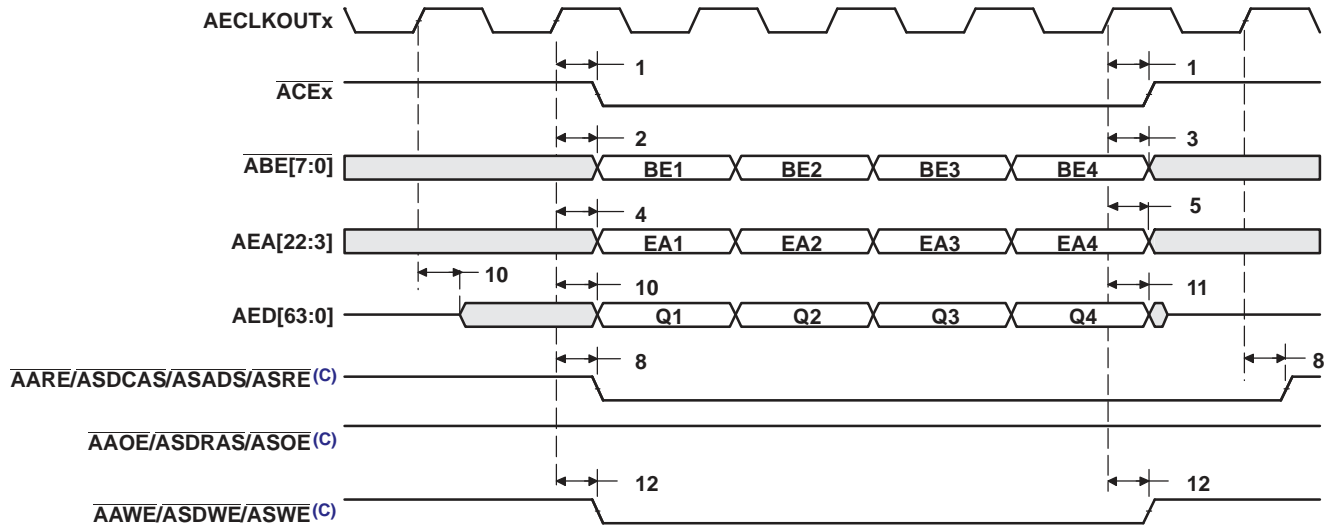 AECLKOUTx
1 1
ACEx
2 3
ABE[7:0] BE1 BE2 BE3 BE4
4 5
AEA[22:3] EA1 EA2 EA3 EA4
10 10 11
AED[63:0] Q1 Q2 Q3 Q4
8 8
AARE/ASDCAS/ASADS/ASRE(C)
AAOE/ASDRAS/ASOE(C)
12 12
AAWE/ASDWE/ASWE(C)